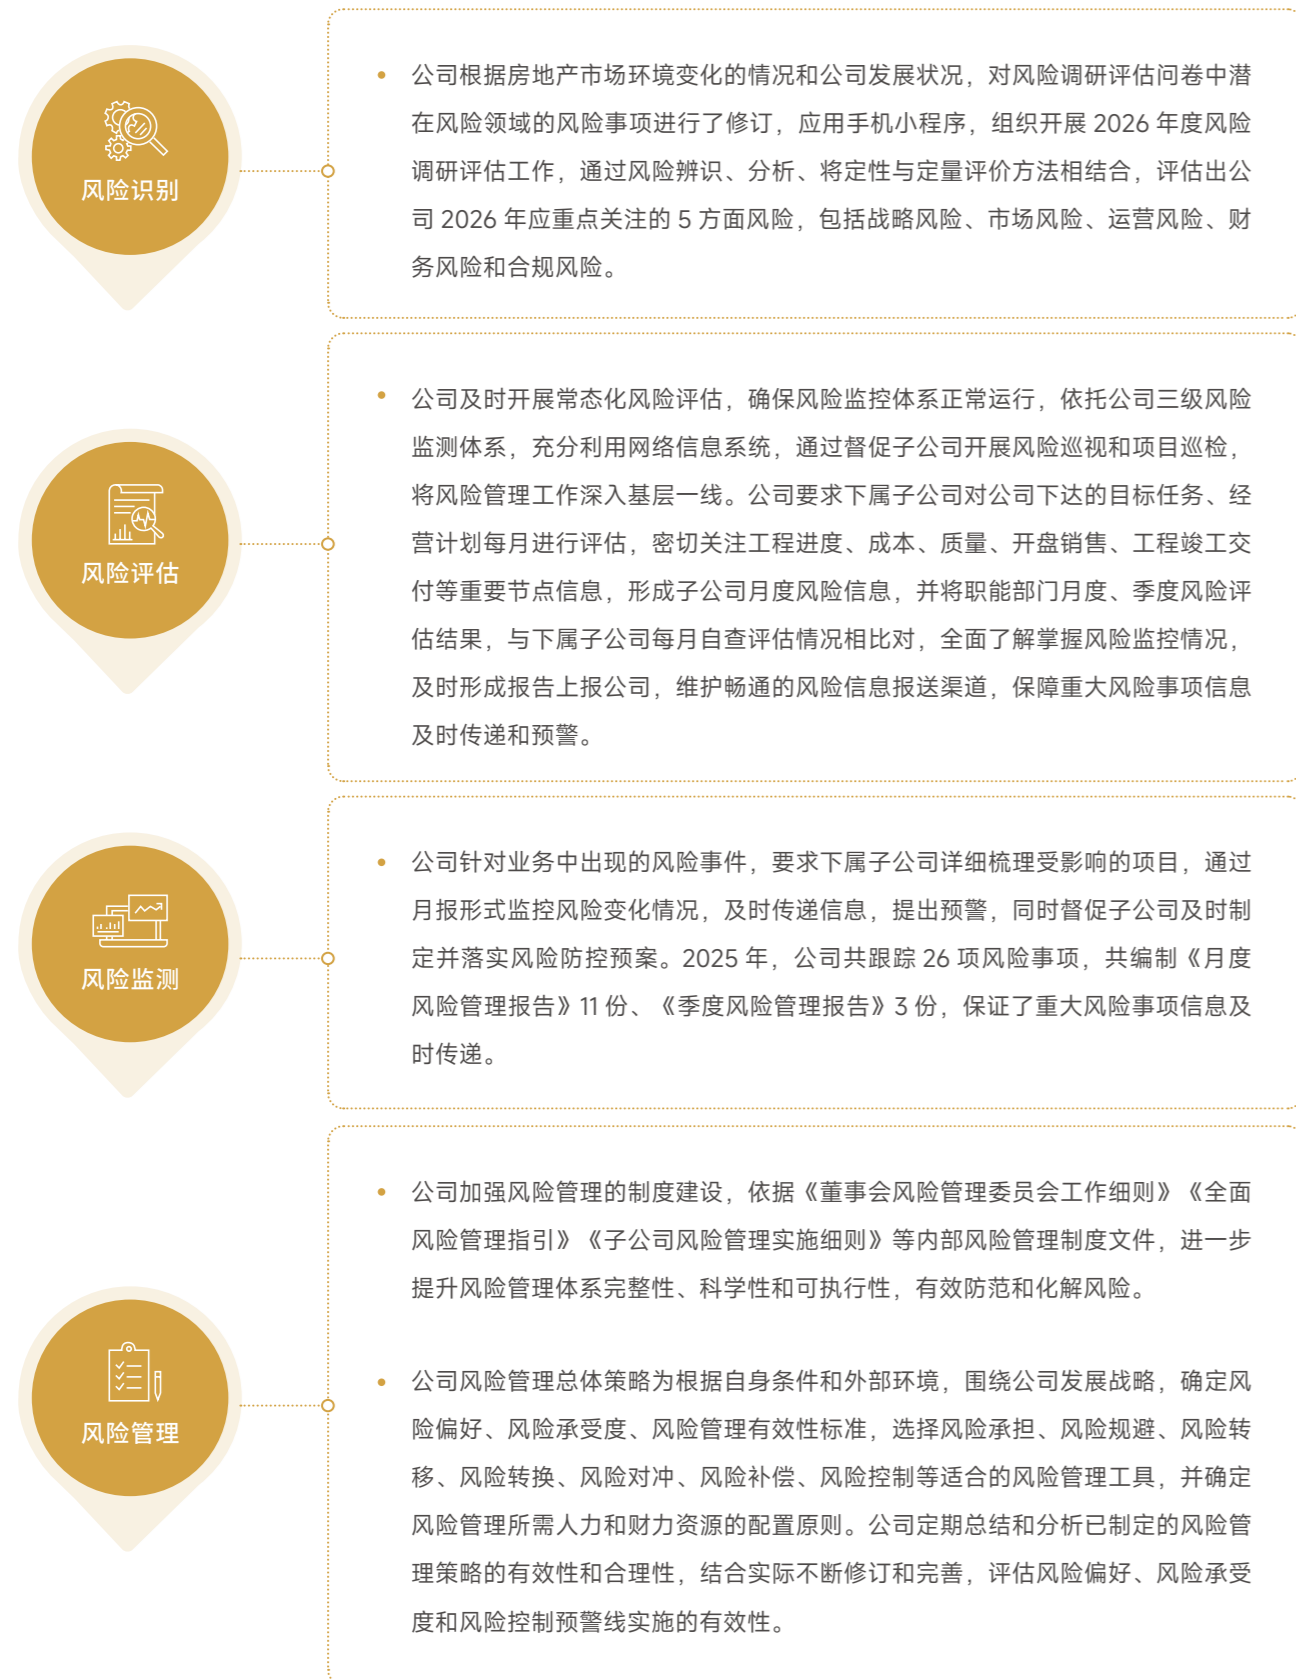 风险识别
公司根据房地产市场环境变化的情况和公司发展状况，对风险调研评估问卷中潜
在风险领域的风险事项进行了修订，应用手机小程序，组织开展 2026 年度风险
调研评估工作，通过风险辨识、分析、将定性与定量评价方法相结合，评估出公
司 2026 年应重点关注的 5 方面风险，包括战略风险、市场风险、运营风险、财
务风险和合规风险。
风险评估
公司及时开展常态化风险评估，确保风险监控体系正常运行，依托公司三级风险
监测体系，充分利用网络信息系统，通过督促子公司开展风险巡视和项目巡检，
将风险管理工作深入基层一线。公司要求下属子公司对公司下达的目标任务、经
营计划每月进行评估，密切关注工程进度、成本、质量、开盘销售、工程竣工交
付等重要节点信息，形成子公司月度风险信息，并将职能部门月度、季度风险评
估结果，与下属子公司每月自查评估情况相比对，全面了解掌握风险监控情况，
及时形成报告上报公司，维护畅通的风险信息报送渠道，保障重大风险事项信息
及时传递和预警。
风险监测
公司针对业务中出现的风险事件，要求下属子公司详细梳理受影响的项目，通过
月报形式监控风险变化情况，及时传递信息，提出预警，同时督促子公司及时制
定并落实风险防控预案。2025 年，公司共跟踪 26 项风险事项，共编制《月度
风险管理报告》11 份、《季度风险管理报告》3 份，保证了重大风险事项信息及
时传递。
风险管理
公司加强风险管理的制度建设，依据《董事会风险管理委员会工作细则》《全面
风险管理指引》《子公司风险管理实施细则》等内部风险管理制度文件，进一步
提升风险管理体系完整性、科学性和可执行性，有效防范和化解风险。
公司风险管理总体策略为根据自身条件和外部环境，围绕公司发展战略，确定风
险偏好、风险承受度、风险管理有效性标准，选择风险承担、风险规避、风险转
移、风险转换、风险对冲、风险补偿、风险控制等适合的风险管理工具，并确定
风险管理所需人力和财力资源的配置原则。公司定期总结和分析已制定的风险管
理策略的有效性和合理性，结合实际不断修订和完善，评估风险偏好、风险承受
度和风险控制预警线实施的有效性。